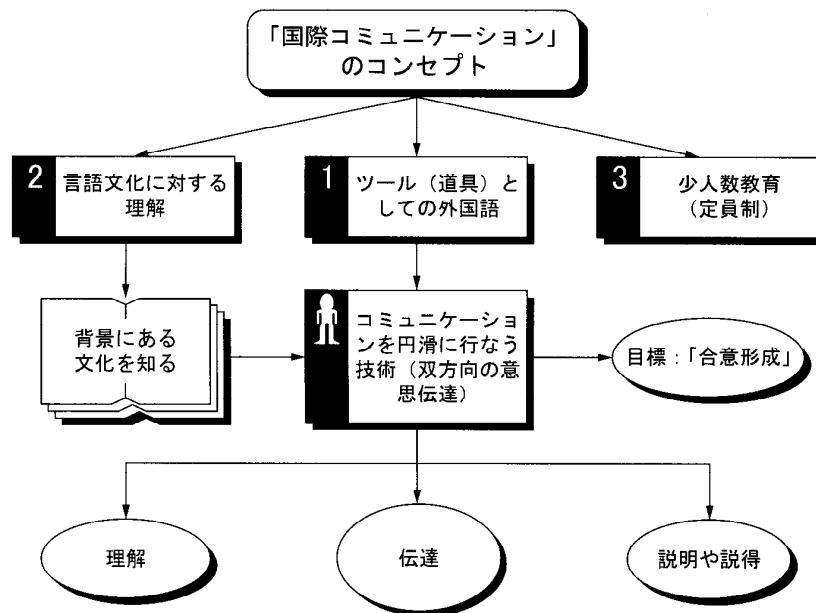 「国際コミュニケーション」
のコンセプト
2
言語文化に対する
理解
1
ツール（道具）と
しての外国語
3
少人数教育
（定員制）
背景にある
文化を知る
コミュニケーショ
ンを円滑に行なう
技術（双方向の意
思伝達）
目標：「合意形成」
理解
伝達
説明や説得